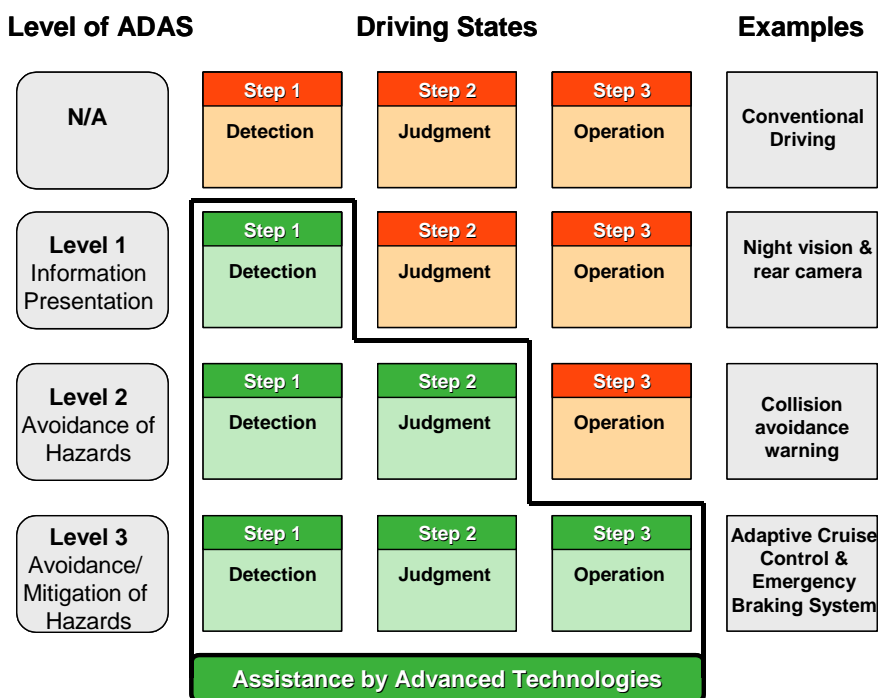 Level of ADAS
Driving States
Examples
N/A
Step 1
Detection
Step 2
Judgment
Step 3
Operation
Conventional
Driving
Level 1
Information
Presentation
Step 1
Detection
Step 2
Judgment
Step 3
Operation
Night vision &
rear camera
Level 2
Avoidance of
Hazards
Step 1
Detection
Step 2
Judgment
Step 3
Operation
Collision
avoidance
warning
Level 3
Avoidance/
Mitigation of
Hazards
Step 1
Detection
Step 2
Judgment
Step 3
Operation
Adaptive Cruise
Control &
Emergency
Braking System
Assistance by Advanced Technologies